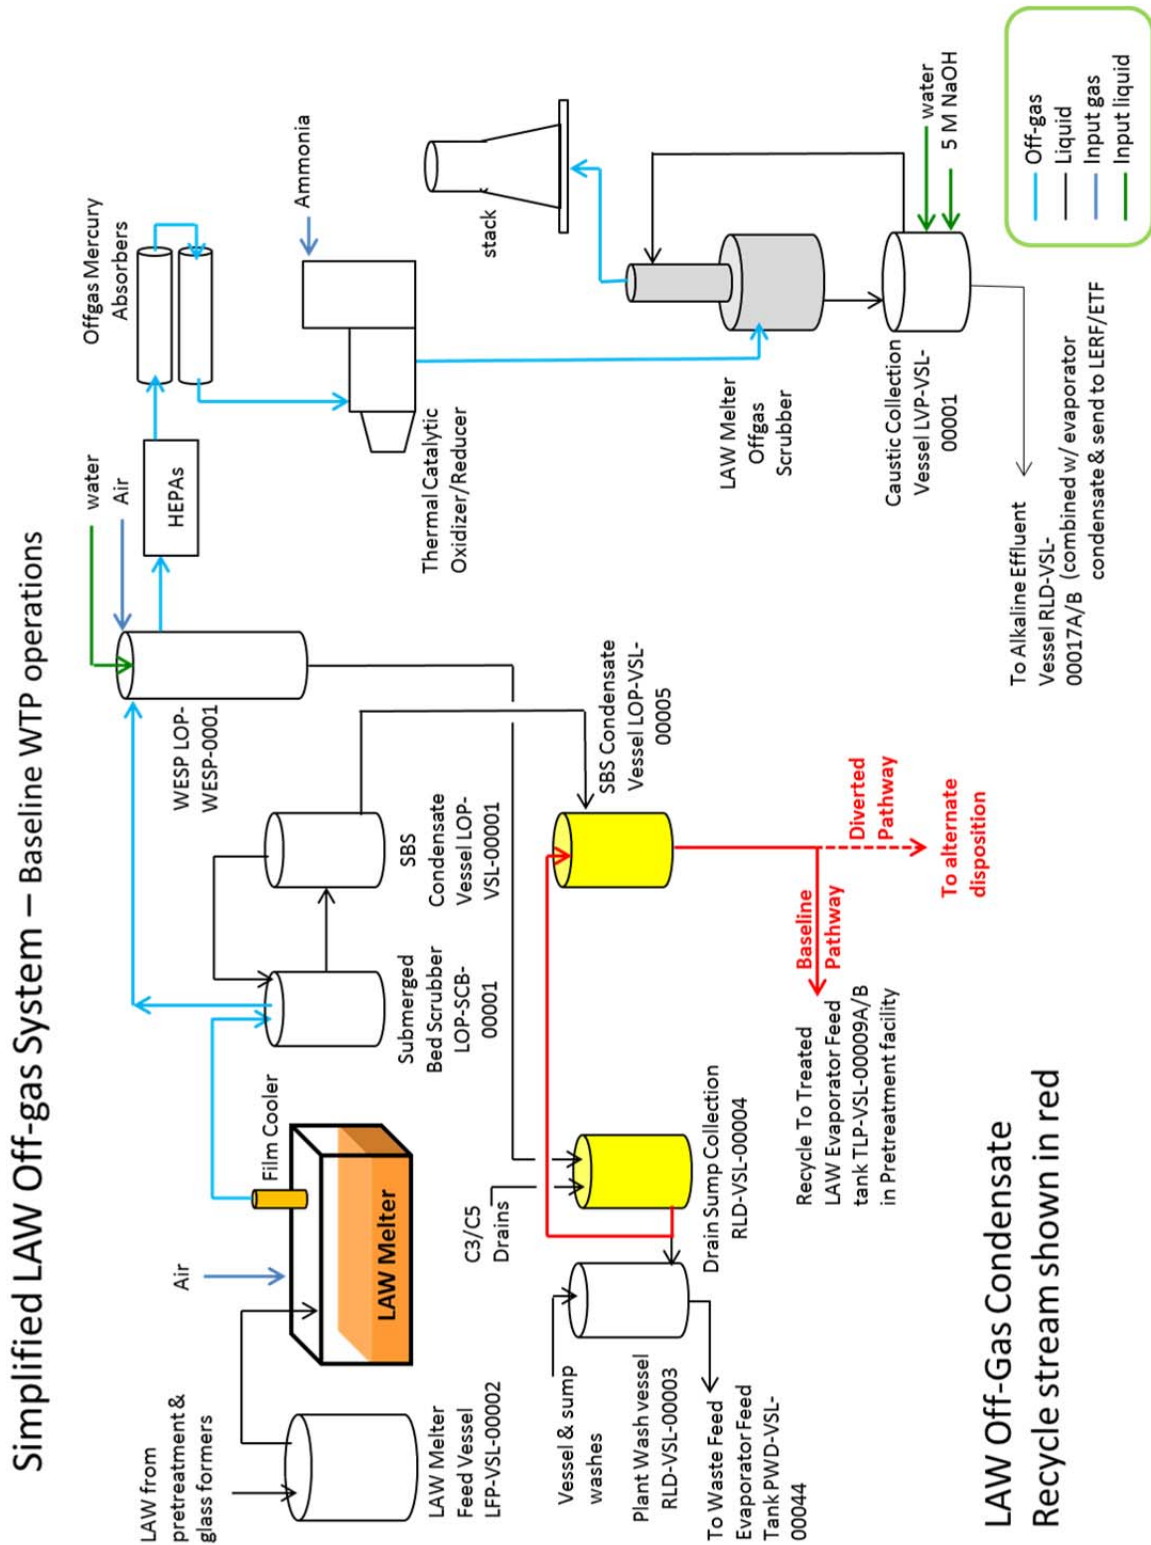 Simplified LAW Off-gas System – Baseline WTP operations
LAW from
pretreatment &
glass formers
LAW Melter
Feed Vessel
LFP-VSL-00002
Air
LAW Melter
Film Cooler
Submerged
Bed Scrubber
LOP-SCB-
00001
SBS
Condensate
Vessel LOP-
VSL-00001
WESP LOP-
WESP-0001
water
Air
HEPAs
Offgas Mercury
Absorbers
Ammonia
Thermal Catalytic
Oxidizer/Reducer
stack
LAW Melter
Offgas
Scrubber
Caustic Collection
Vessel LVP-VSL-
00001
water
5 M NaOH
To Alkaline Effluent
Vessel RLD-VSL-
00017A/B (combined w/ evaporator
condensate & send to LERF/ETF
SBS Condensate
Vessel LOP-VSL-
00005
C3/C5
Drains
Drain Sump Collection
RLD-VSL-00004
Vessel & sump
washes
Plant Wash vessel
RLD-VSL-00003
To Waste Feed
Evaporator Feed
Tank PWD-VSL-
00044
Baseline
Pathway
Diverted
Pathway
To alternate
disposition
Recycle To Treated
LAW Evaporator Feed
tank TLP-VSL-00009A/B
in Pretreatment facility
LAW Off-Gas Condensate
Recycle stream shown in red
Off-gas
Liquid
Input gas
Input liquid